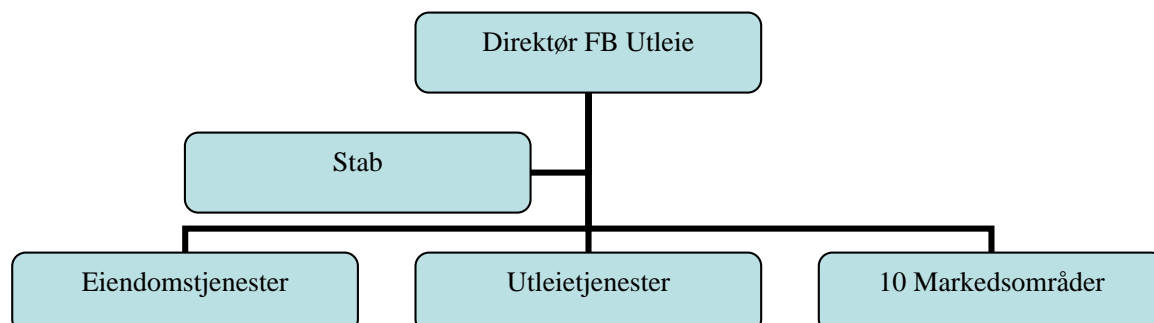 Direktør FB Utleie
Stab
Eiendomstjenester
Utleietjenester
10 Markedsområder